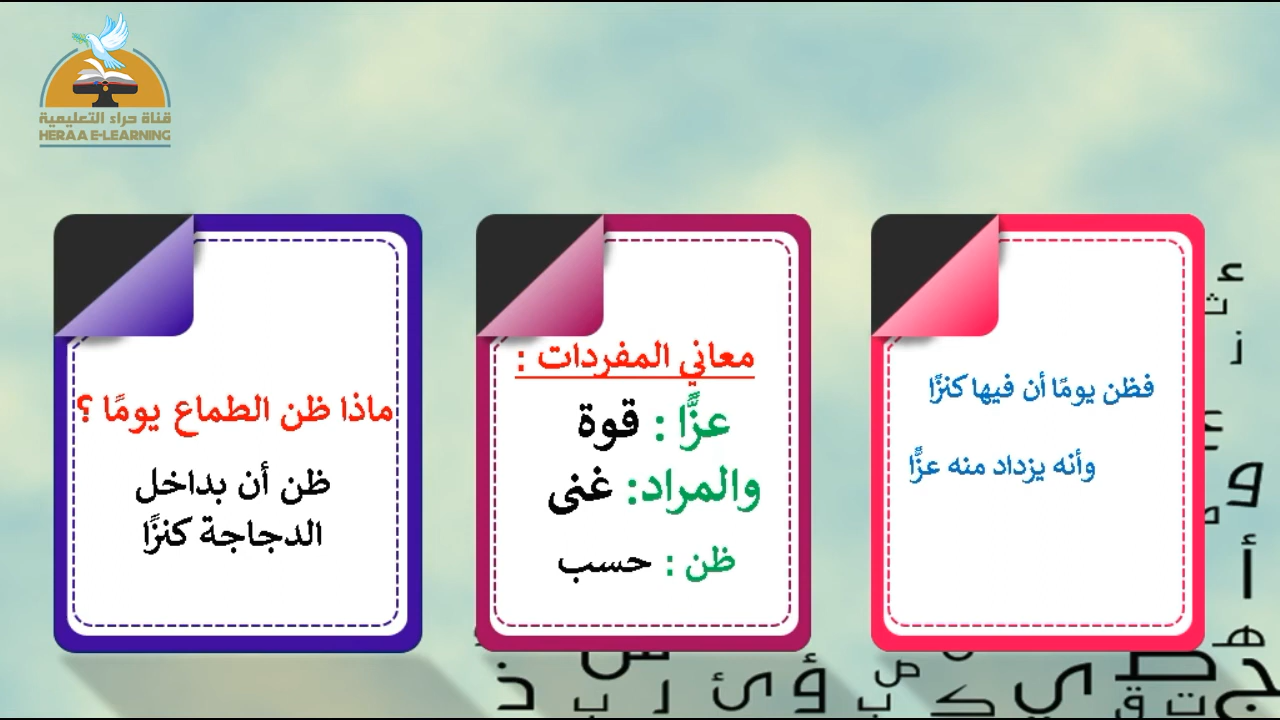 قناة حراء التعليمية
HERAA E-LEARNING
فظن يومًا أن فيها كنزًا
وأنه يزداد منه عزًّا
معاني المفردات :
عزًّا : قوة
والمراد: غنى
ظن : حسب
ماذا ظن الطماع يومًا ؟
ظن أن بداخل
الدجاجة كنزًا